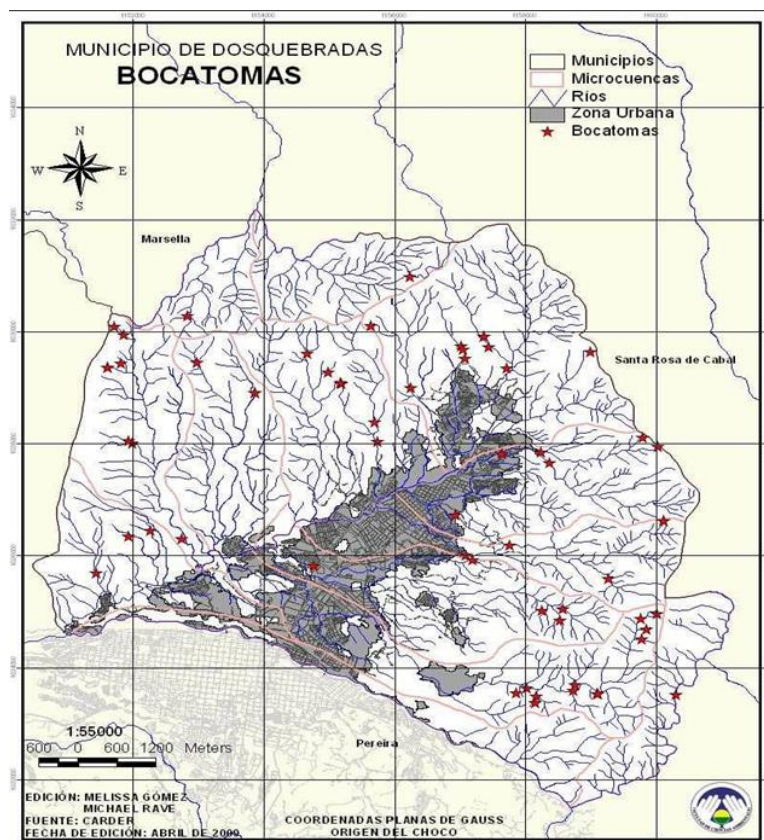 MUNICIPIO DE DOSQUEBRADAS
BOCATOMAS
Municipios
Microcuencas
Ríos
Zona Urbana
Bocatomas
N
W E
S
Marsella
Santa Rosa de Cabal
Pereira
1:55000
600 0 600 1200 Meters
EDICIÓN: MELISSA GÓMEZ
MICHAEL RAVE
FUENTE: CARDER
FECHA DE EDICIÓN: ABRIL DE 2009
COORDENADAS PLANAS DE GAUSS
ORIGEN DEL CHOCO